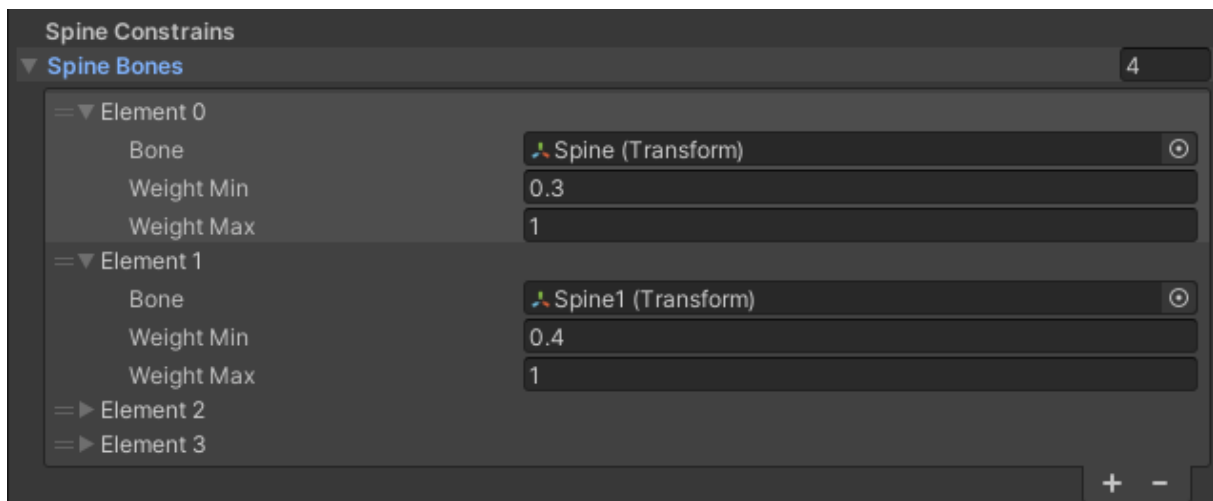 Spine Constrains
Spine Bones 4
Element 0
Bone Spine (Transform)
Weight Min 0.3
Weight Max 1
Element 1
Bone Spine1 (Transform)
Weight Min 0.4
Weight Max 1
Element 2
Element 3